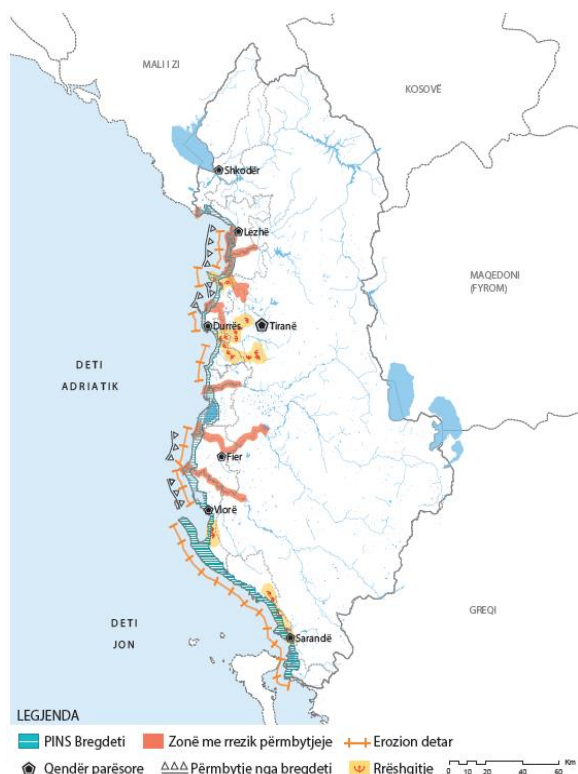 MALI I ZI
KOSOVË
Shkodër
Lezhë
MAQEDONI
(FYROM)
Durrës
Tiranë
DETI
ADRIATIK
Fier
Vlorë
GREQI
DETI
JON
Sarandë
LEGJENDA
PINS Bregdeti
Zonë me rrezik përmbytjeje
Erozion detar
Qendër parësore
Përmbytje nga bregdeti
Rrëshqitje
Km
0 10 20 40 60